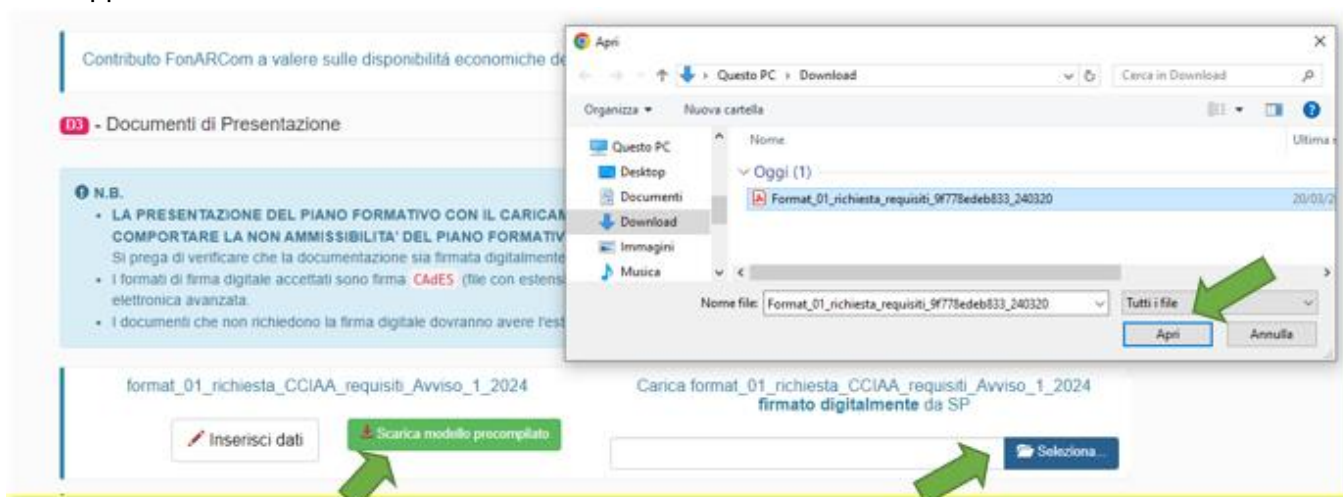 Contributo FonARCom a valere sulle disponibilitá economiche de
D3 - Documenti di Presentazione
N.B.
• LA PRESENTAZIONE DEL PIANO FORMATIVO CON IL CARICAM
COMPORTARE LA NON AMMISSIBILITA' DEL PIANO FORMATIV
Si prega di verificare che la documentazione sia firmata digitalmente
• I formati di firma digitale accettati sono firma CAdES (file con estens
elettronica avanzata.
• I documenti che non richiedono la firma digitale dovranno avere l'est
format_01_richiesta_CCIAA_requisiti_Avviso_1_2024
Inserisci dati
Scarica modello precompilato
Carica format_01_richiesta_CCIAA_requisiti_Avviso_1_2024
firmato digitalmente da SP
Seleziona...
Apri
Questo PC › Download
Cerca in Download
Organizza
Nuova cartella
Questo PC
Desktop
Documenti
Download
Immagini
Musica
Nome
Ultima
Oggi (1)
Format_01_richiesta_requisiti_9f778edeb833_240320
20/03/2
Nome file: Format_01_richiesta_requisiti_9f778edeb833_240320
Tutti i file
Apri
Annulla